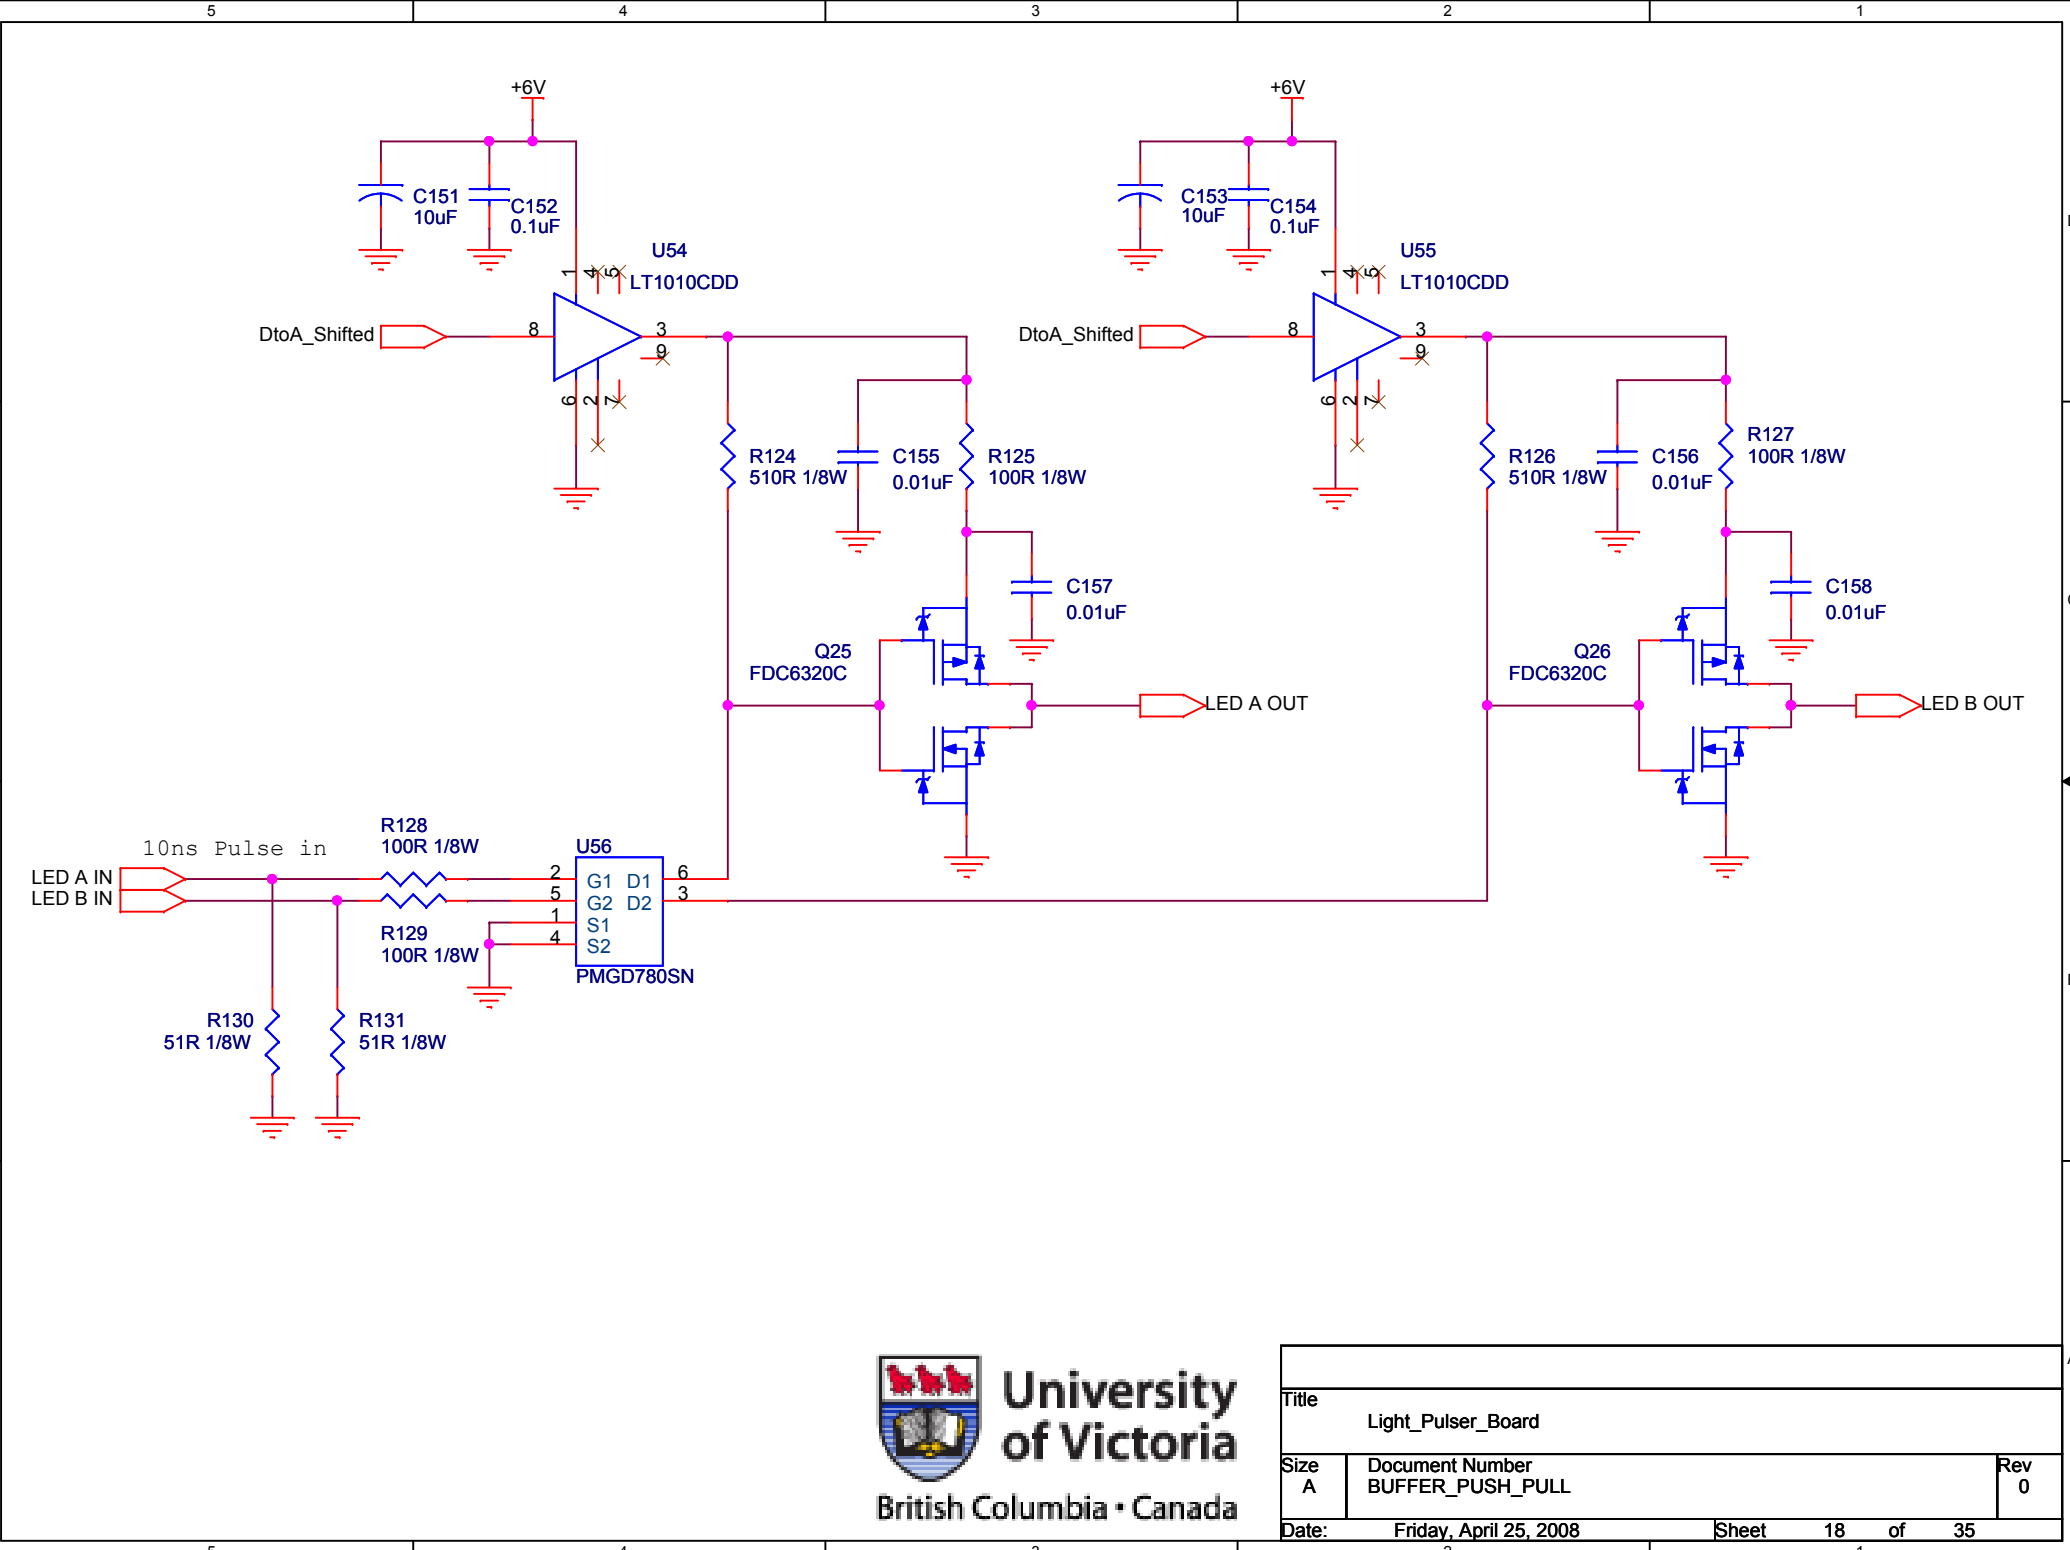 5 4 3 2 1
+6V
C151
10uF
C152
0.1uF
U54
LT1010CDD
1
4
5
DtoA_Shifted
8
3
9
6
2
7
R124
510R 1/8W
C155
0.01uF
R125
100R 1/8W
C157
0.01uF
Q25
FDC6320C
LED A OUT
+6V
C153
10uF
C154
0.1uF
U55
LT1010CDD
1
4
5
DtoA_Shifted
8
3
9
6
2
7
R126
510R 1/8W
C156
0.01uF
R127
100R 1/8W
C158
0.01uF
Q26
FDC6320C
LED B OUT
10ns Pulse in
LED A IN
LED B IN
R128
100R 1/8W
R129
100R 1/8W
U56
2 G1 D1 6
5 G2 D2 3
1 S1
4 S2
PMGD780SN
R130
51R 1/8W
R131
51R 1/8W
University
of Victoria
British Columbia • Canada
Title
Light_Pulser_Board
Size
A
Document Number
BUFFER_PUSH_PULL
Rev
0
Date: Friday, April 25, 2008 Sheet 18 of 35